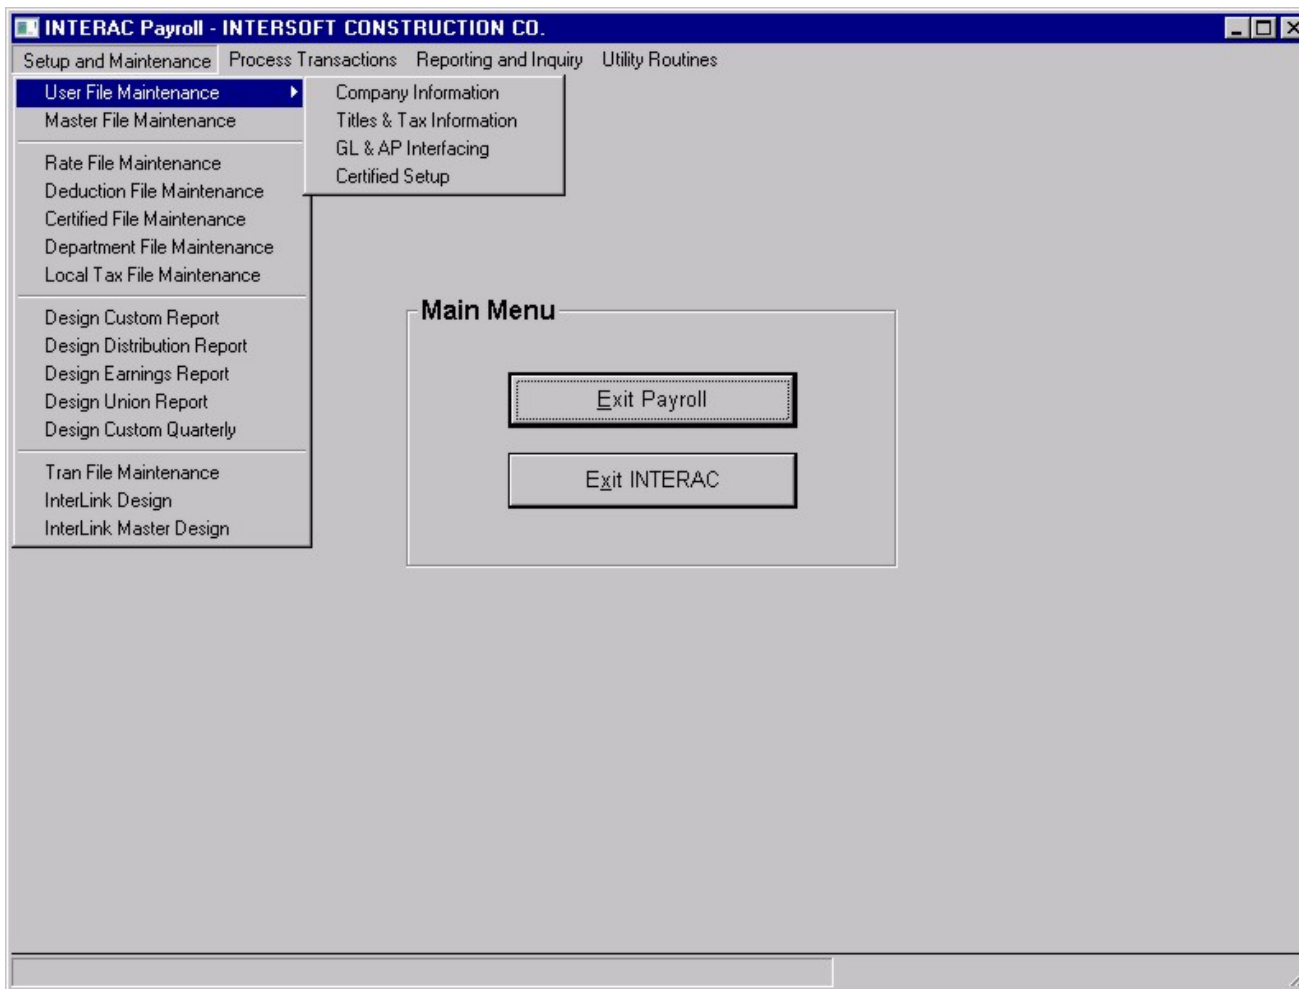 INTERAC Payroll - INTERSOFT CONSTRUCTION CO.
Setup and Maintenance Process Transactions Reporting and Inquiry Utility Routines
User File Maintenance
Master File Maintenance
Rate File Maintenance
Deduction File Maintenance
Certified File Maintenance
Department File Maintenance
Local Tax File Maintenance
Design Custom Report
Design Distribution Report
Design Earnings Report
Design Union Report
Design Custom Quarterly
Tran File Maintenance
InterLink Design
InterLink Master Design
Company Information
Titles & Tax Information
GL & AP Interfacing
Certified Setup
Main Menu
Exit Payroll
Exit INTERAC